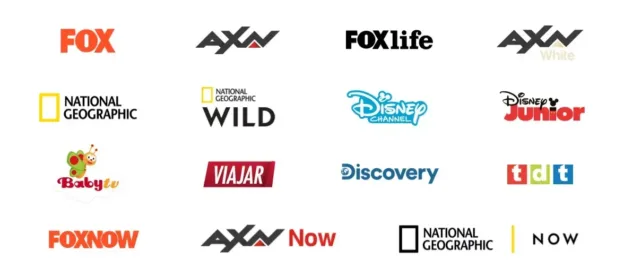 FOX
AXN
FOXlife
AXN
White
NATIONAL
GEOGRAPHIC
NATIONAL
GEOGRAPHIC
WILD
Disney
CHANNEL
Disney
Junior
Babytv
VIAJAR
Discovery
tdt
FOXNOW
AXN Now
NATIONAL
GEOGRAPHIC
NOW